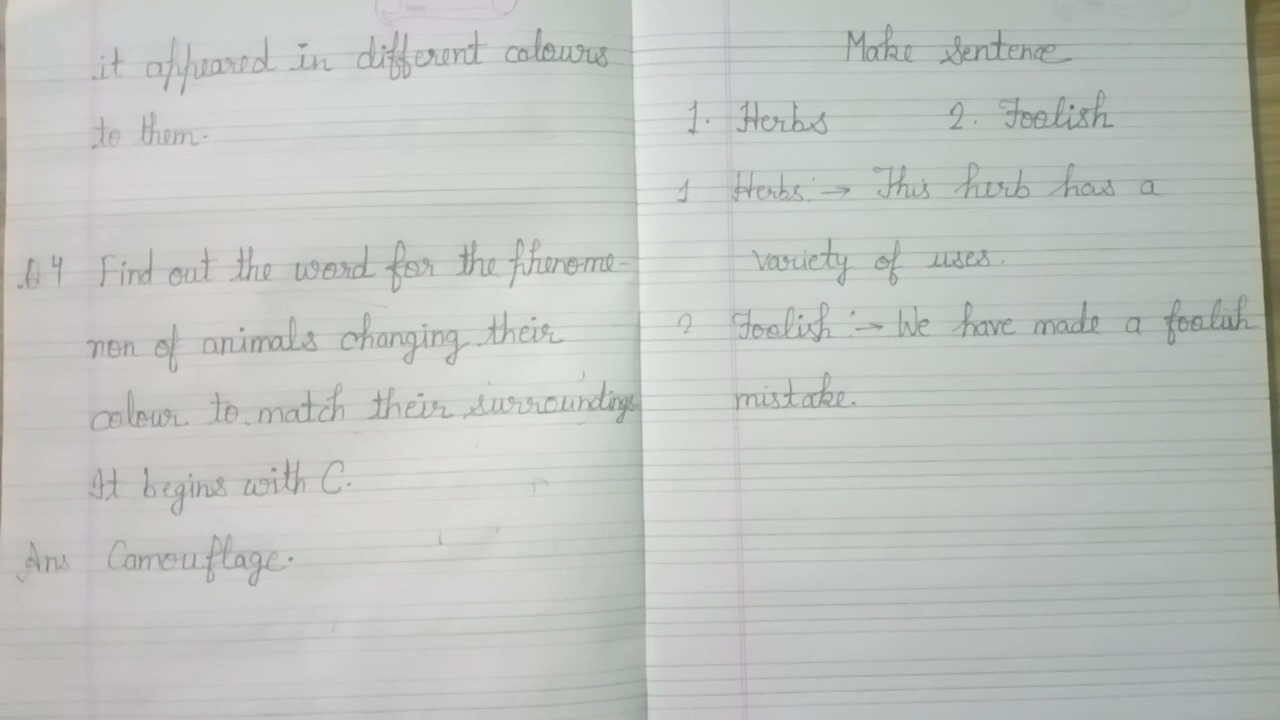 it appeared in different colours
to them.
Q.4 Find out the word for the phenome-
non of animals changing their
colour to match their surroundings
It begins with C.
Ans Camouflage.
Make Sentence
1. Herbs 2. Foolish
1. Herbs :→ This herb has a
variety of uses.
2 Foolish :→ We have made a foolish
mistake.